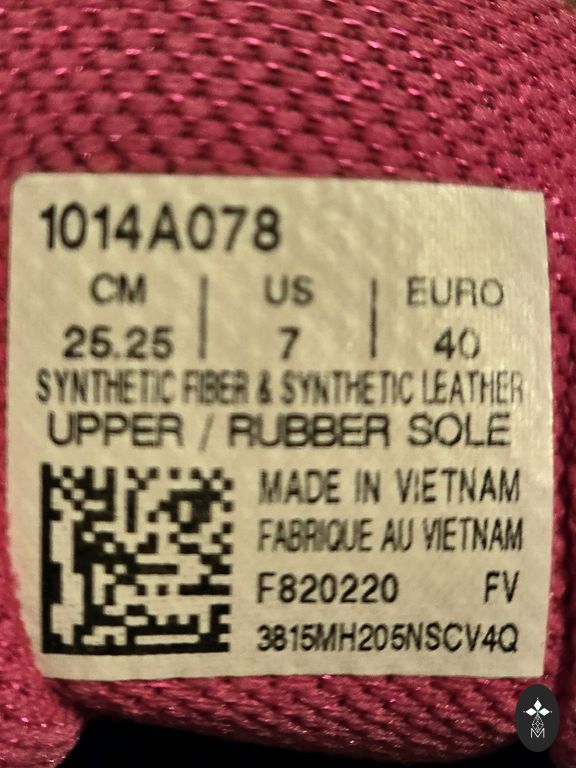 1014A078
CM | US | EURO
25.25 | 7 | 40
SYNTHETIC FIBER & SYNTHETIC LEATHER
UPPER / RUBBER SOLE
MADE IN VIETNAM
FABRIQUE AU VIETNAM
F820220 FV
3815MH205NSCV4Q
M